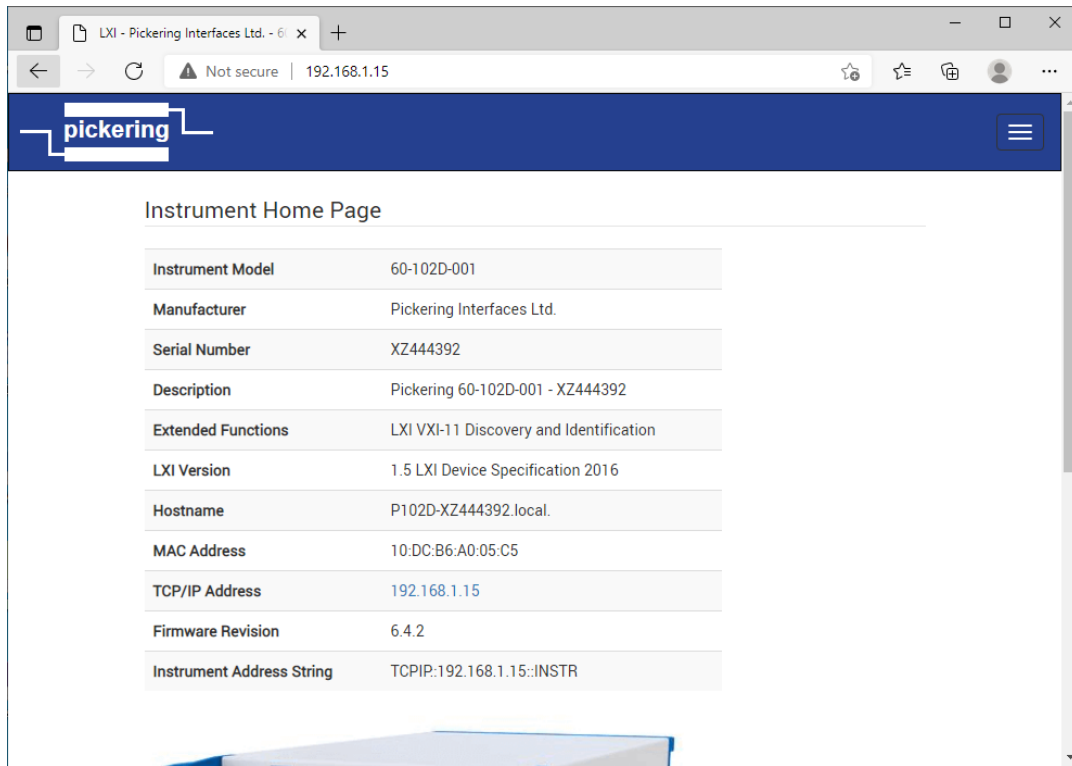 LXI - Pickering Interfaces Ltd. - 6
Not secure | 192.168.1.15
pickering
Instrument Home Page
Instrument Model 60-102D-001
Manufacturer Pickering Interfaces Ltd.
Serial Number XZ444392
Description Pickering 60-102D-001 - XZ444392
Extended Functions LXI VXI-11 Discovery and Identification
LXI Version 1.5 LXI Device Specification 2016
Hostname P102D-XZ444392.local.
MAC Address 10:DC:B6:A0:05:C5
TCP/IP Address 192.168.1.15
Firmware Revision 6.4.2
Instrument Address String TCPIP::192.168.1.15::INSTR